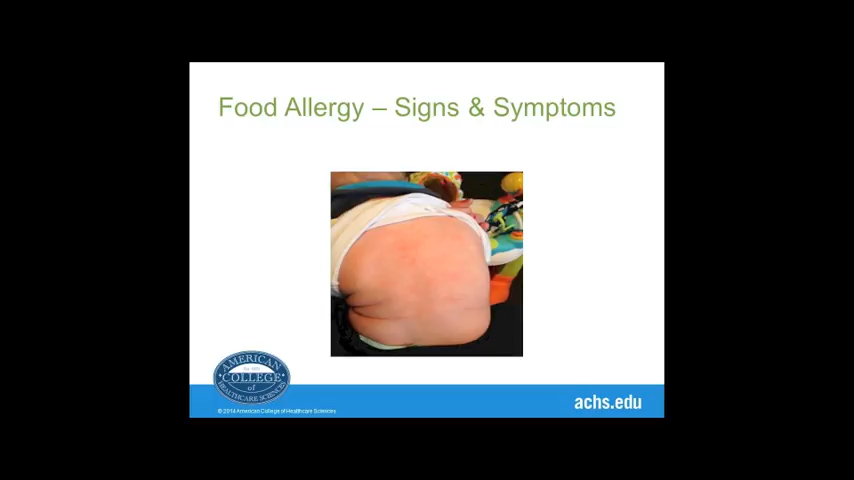 Food Allergy – Signs & Symptoms
AMERICAN
COLLEGE
of
HEALTHCARE SCIENCES
© 2014 American College of Healthcare Sciences
achs.edu